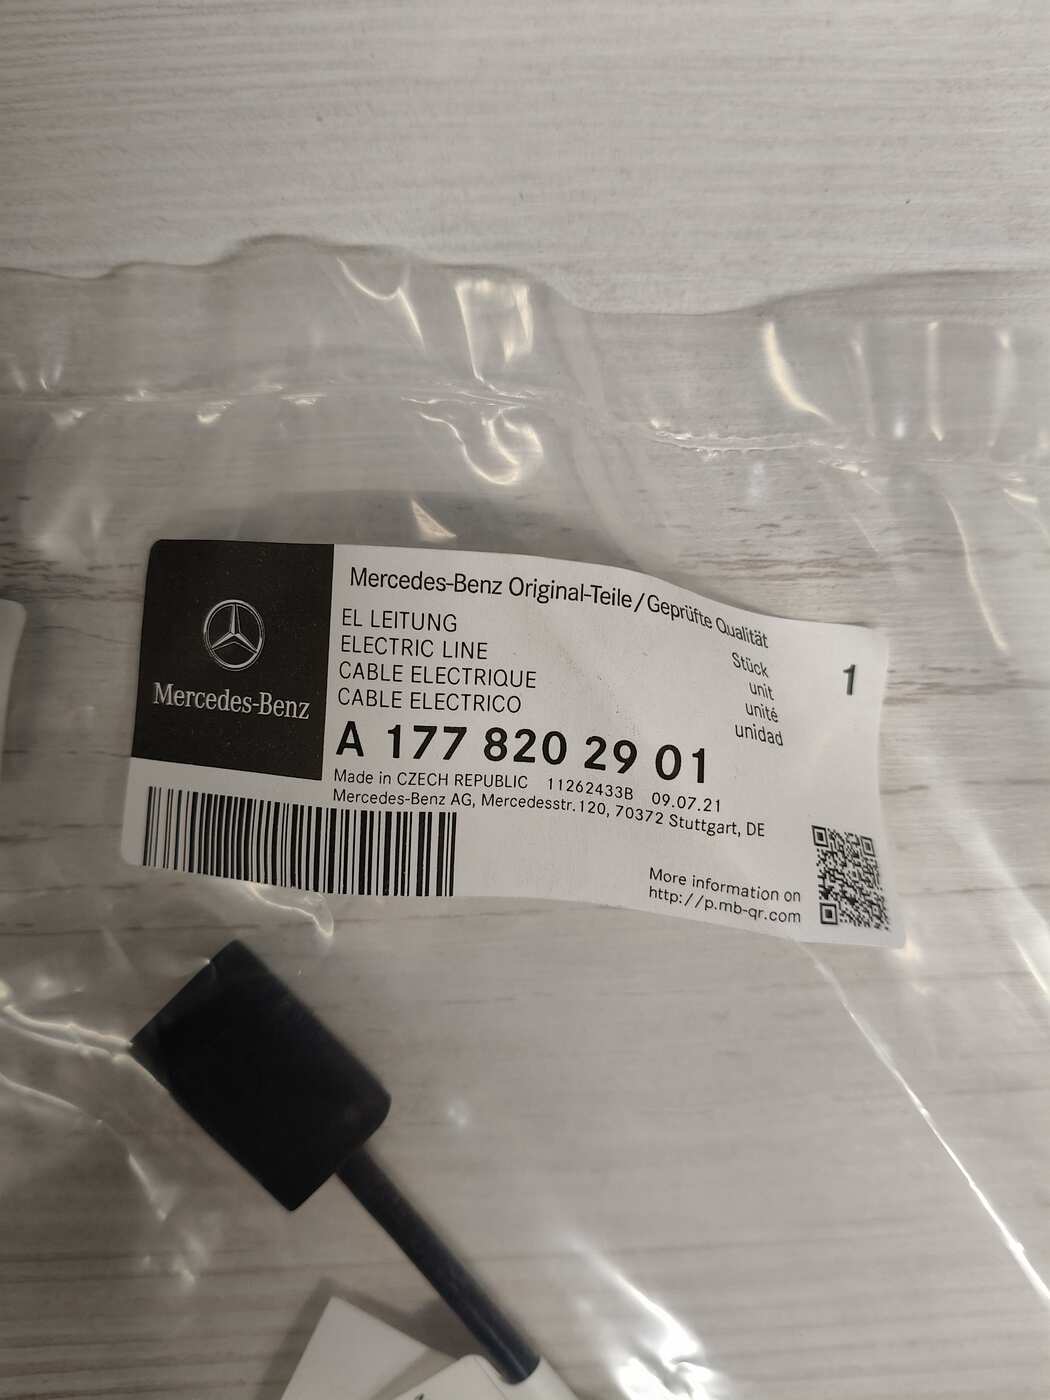 Mercedes-Benz
Mercedes-Benz Original-Teile/Geprüfte Qualität
EL LEITUNG
ELECTRIC LINE
CABLE ELECTRIQUE
CABLE ELECTRICO
Stück
unit
unité
unidad
1
A 177 820 29 01
Made in CZECH REPUBLIC 11262433B 09.07.21
Mercedes-Benz AG, Mercedesstr.120, 70372 Stuttgart, DE
More information on
http://p.mb-qr.com